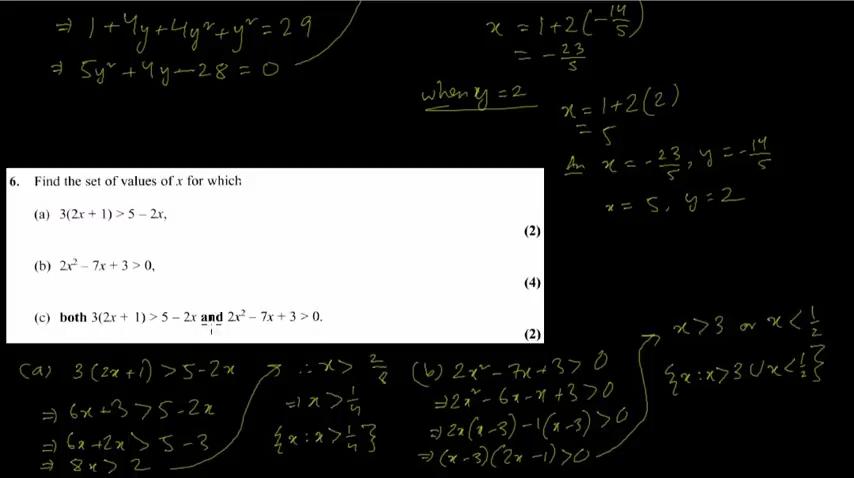 ⇒ 1 + 4y + 4y² + y² = 29
⇒ 5y² + 4y - 28 = 0
x = 1 + 2(-14/5)
= -23/5
when y = 2
x = 1 + 2(2)
= 5
An x = -23/5, y = -14/5
x = 5, y = 2
6. Find the set of values of x for which
(a) 3(2x + 1) > 5 – 2x,
(2)
(b) 2x² – 7x + 3 > 0,
(4)
(c) both 3(2x + 1) > 5 – 2x and 2x² – 7x + 3 > 0.
(2)
(a) 3(2x+1) > 5-2x
⇒ 6x+3 > 5-2x
⇒ 6x+2x > 5-3
⇒ 8x > 2
∴ x > 2/8
⇒ x > 1/4
{x : x > 1/4}
(b) 2x² - 7x + 3 > 0
⇒ 2x² - 6x - x + 3 > 0
⇒ 2x(x-3) - 1(x-3) > 0
⇒ (x-3)(2x-1) > 0
x > 3 or x < 1/2
{x : x > 3 ∪ x < 1/2}